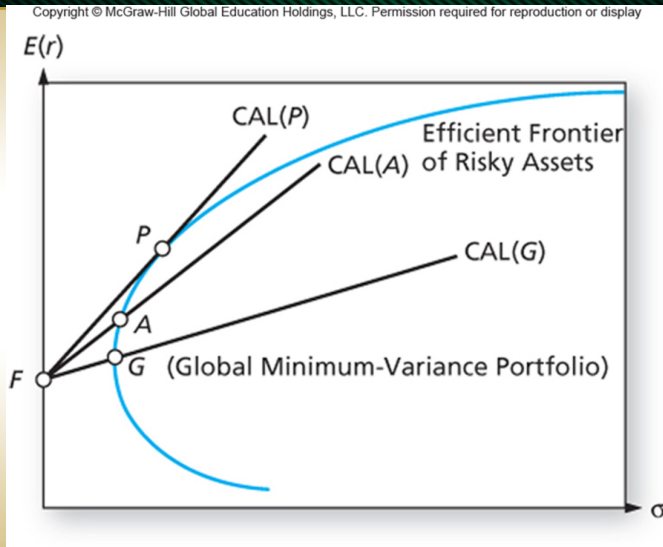 Copyright © McGraw-Hill Global Education Holdings, LLC. Permission required for reproduction or display
E(r)
CAL(P)
Efficient Frontier
CAL(A) of Risky Assets
P
CAL(G)
A
G (Global Minimum-Variance Portfolio)
F
σ